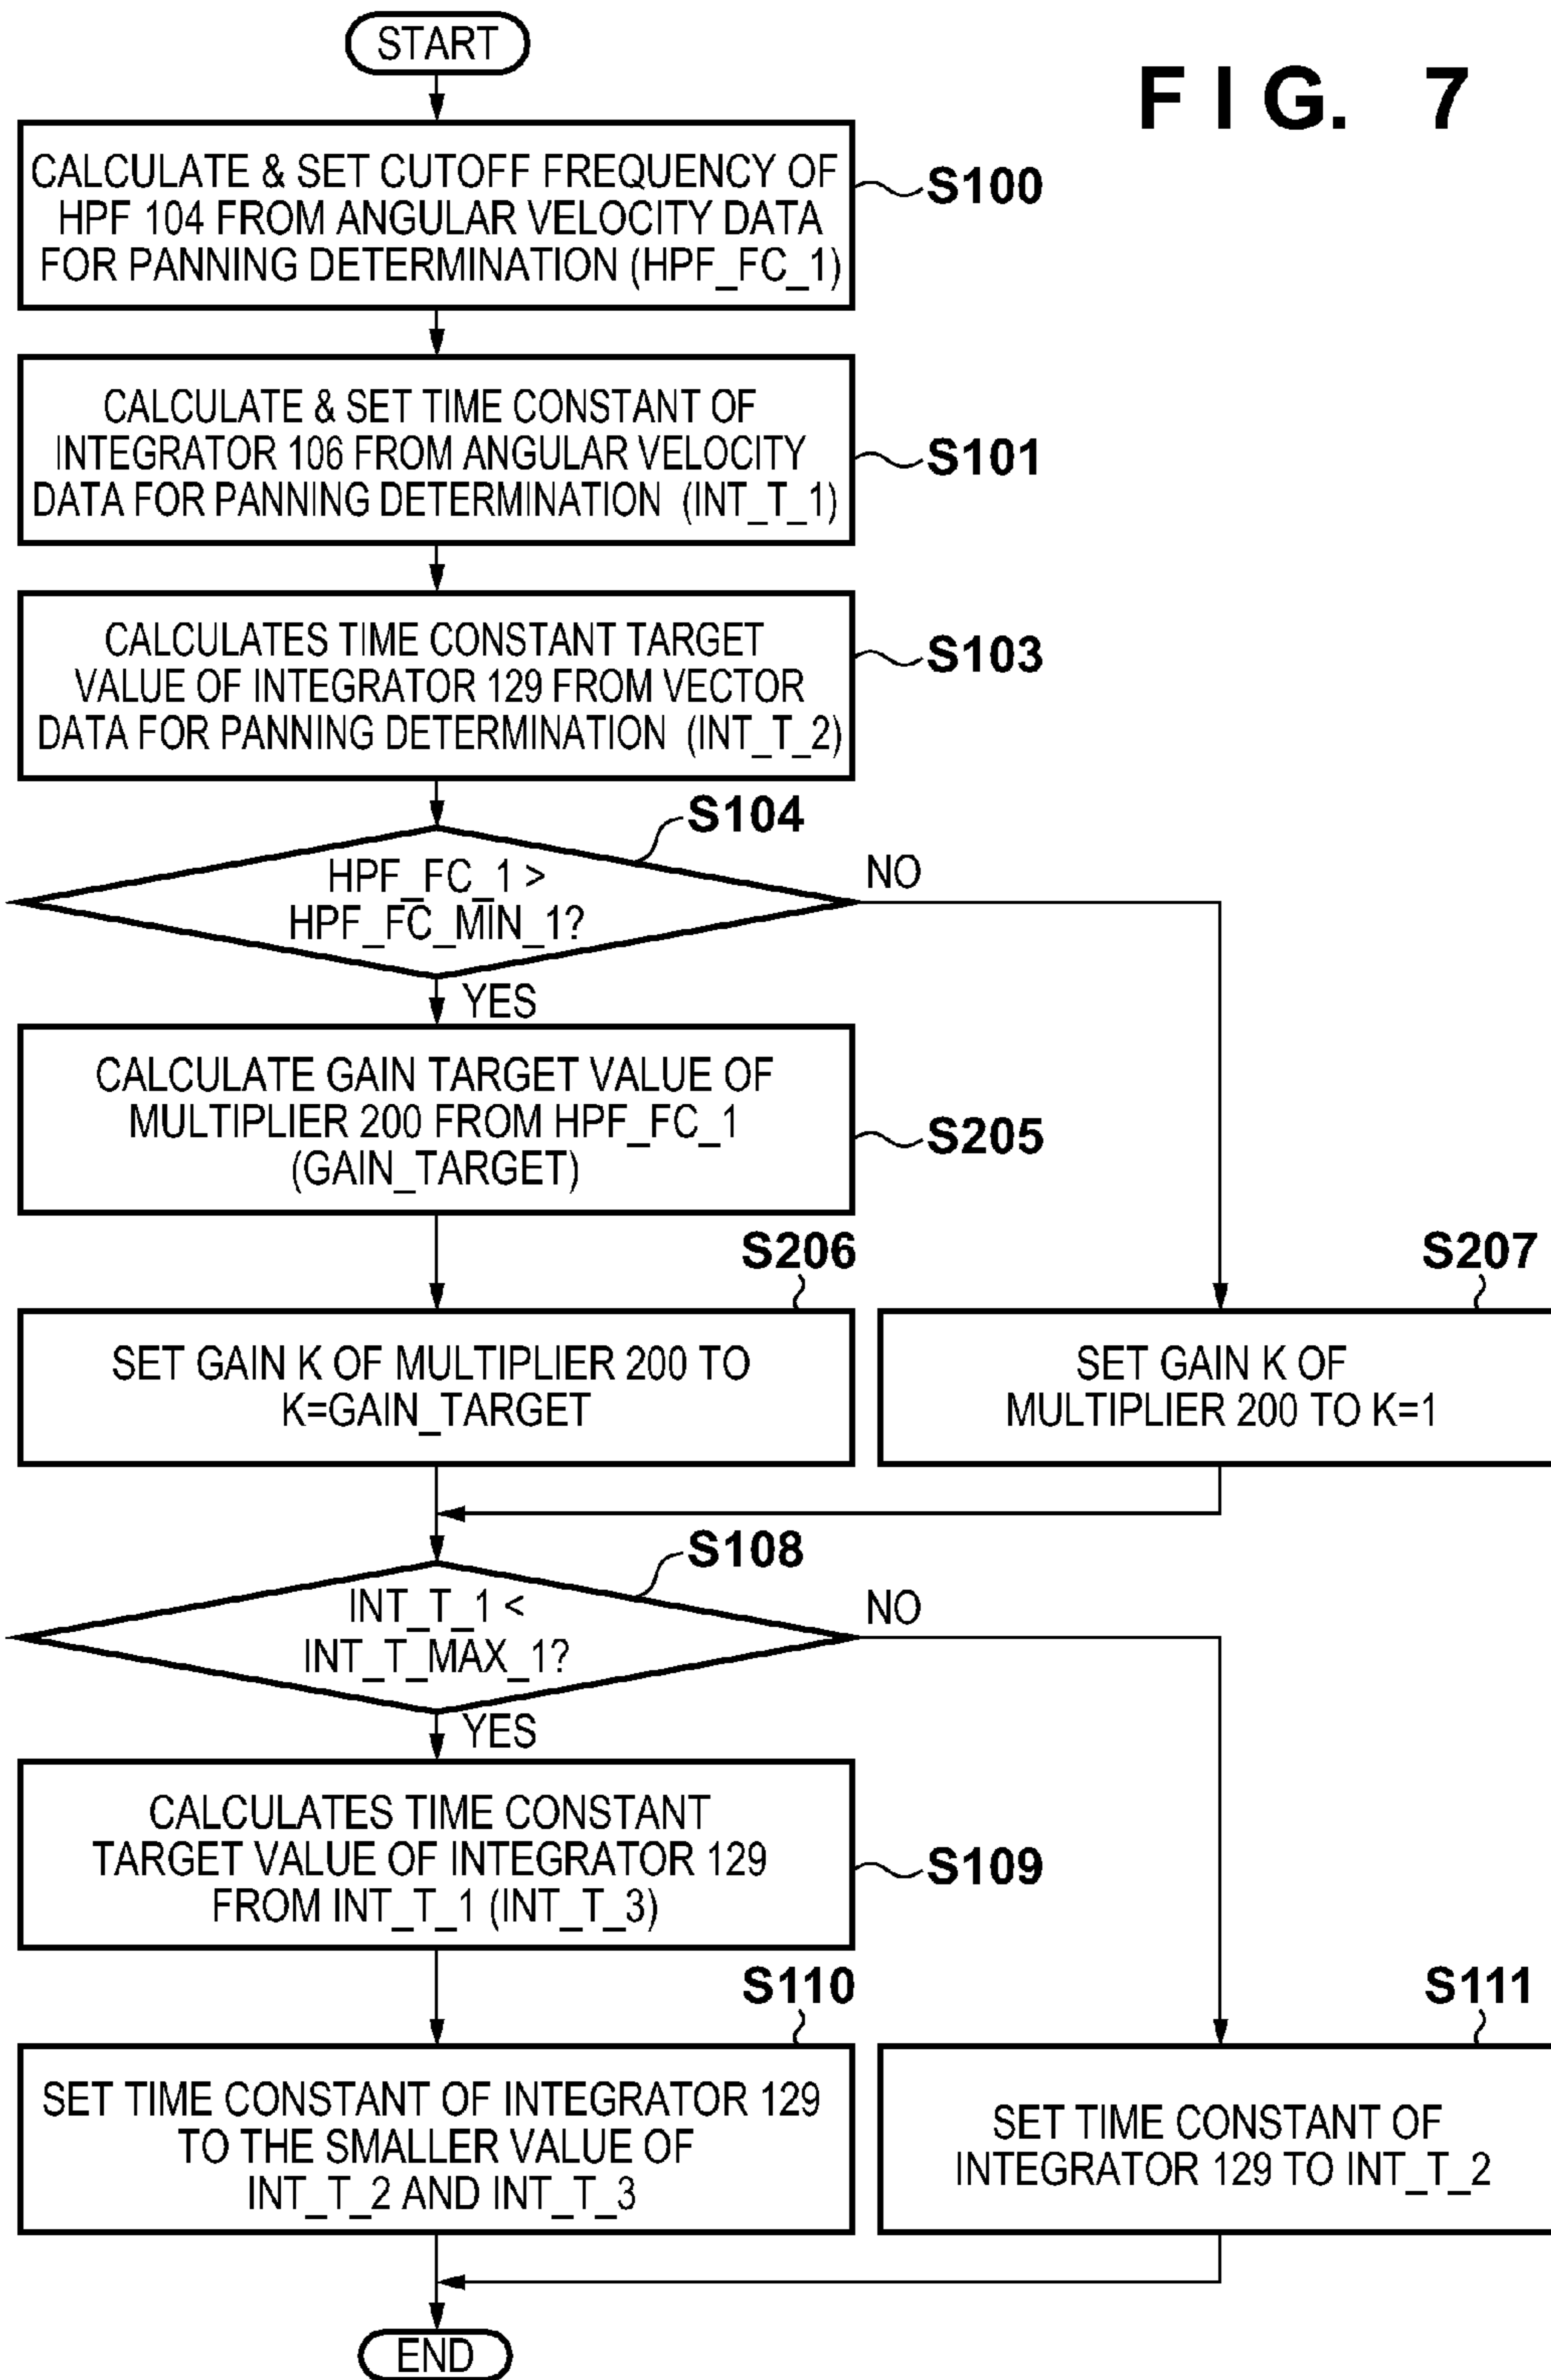 START
FIG. 7
CALCULATE & SET CUTOFF FREQUENCY OF
HPF 104 FROM ANGULAR VELOCITY DATA
FOR PANNING DETERMINATION (HPF_FC_1)
S100
CALCULATE & SET TIME CONSTANT OF
INTEGRATOR 106 FROM ANGULAR VELOCITY
DATA FOR PANNING DETERMINATION (INT_T_1)
S101
CALCULATES TIME CONSTANT TARGET
VALUE OF INTEGRATOR 129 FROM VECTOR
DATA FOR PANNING DETERMINATION (INT_T_2)
S103
S104
HPF_FC_1 >
HPF_FC_MIN_1?
NO
YES
CALCULATE GAIN TARGET VALUE OF
MULTIPLIER 200 FROM HPF_FC_1
(GAIN_TARGET)
S205
S206
SET GAIN K OF MULTIPLIER 200 TO
K=GAIN_TARGET
S207
SET GAIN K OF
MULTIPLIER 200 TO K=1
S108
INT_T_1 <
INT_T_MAX_1?
NO
YES
CALCULATES TIME CONSTANT
TARGET VALUE OF INTEGRATOR 129
FROM INT_T_1 (INT_T_3)
S109
S110
SET TIME CONSTANT OF INTEGRATOR 129
TO THE SMALLER VALUE OF
INT_T_2 AND INT_T_3
S111
SET TIME CONSTANT OF
INTEGRATOR 129 TO INT_T_2
END